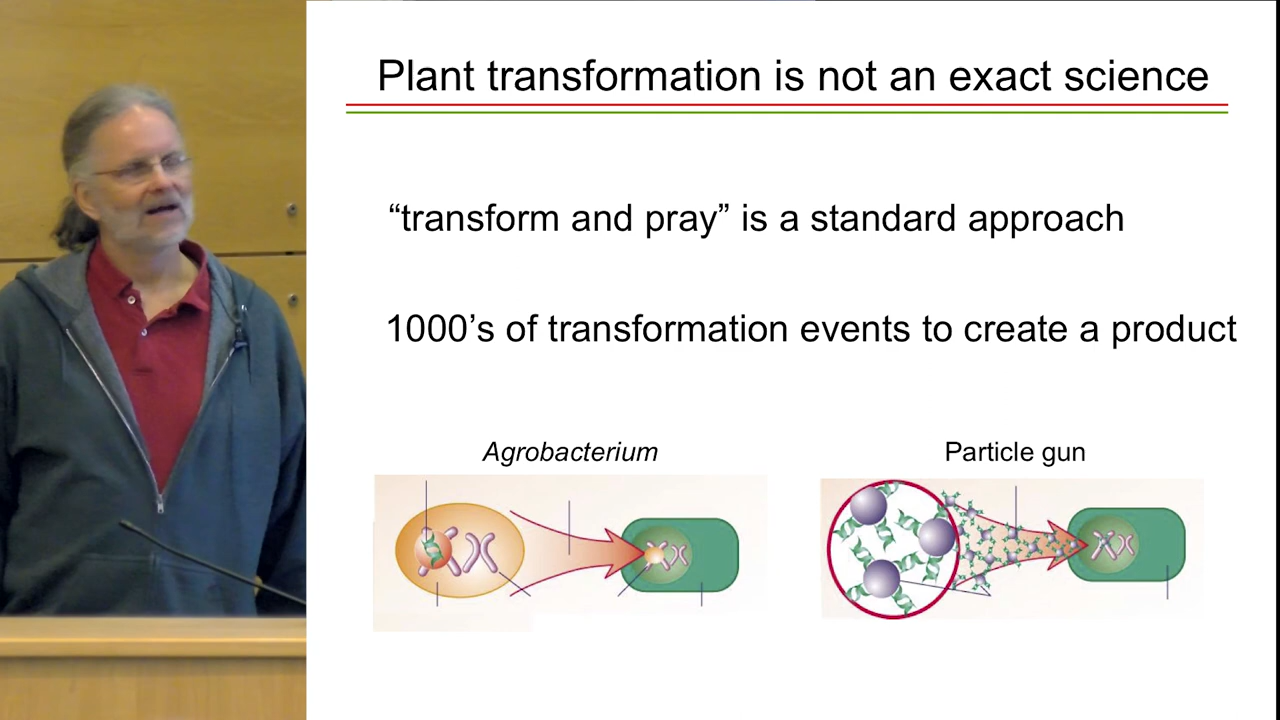 Plant transformation is not an exact science
“transform and pray” is a standard approach
1000’s of transformation events to create a product
Agrobacterium
Particle gun